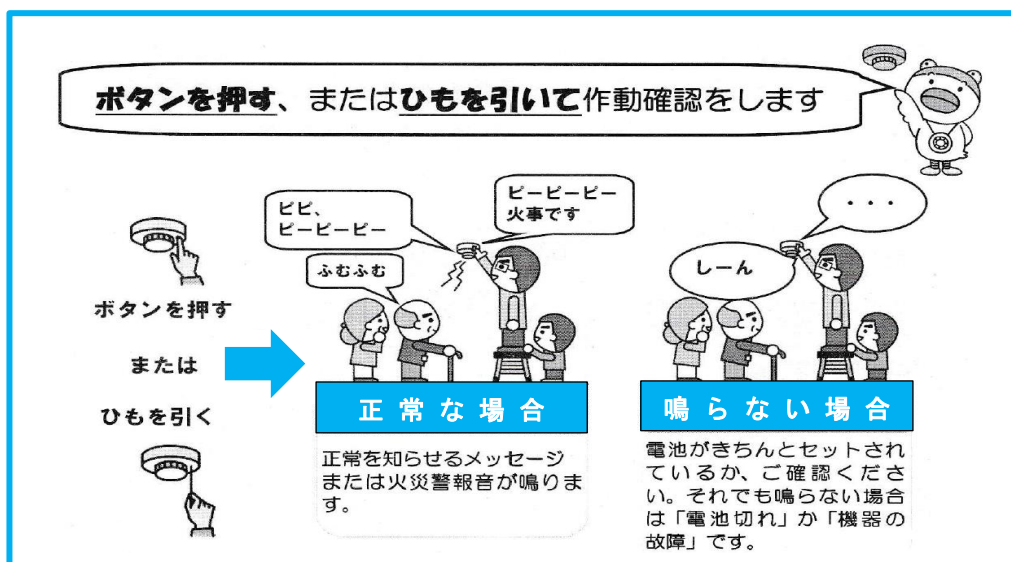 ボタンを押す、またはひもを引いて作動確認をします
ボタンを押す
または
ひもを引く
ピピ、
ピーピーピー
ピーピーピー
火事です
ふむふむ
正常な場合
正常を知らせるメッセージ
または火災警報音が鳴りま
す。
・・・
しーん
鳴らない場合
電池がきちんとセットされ
ているか、ご確認くださ
い。それでも鳴らない場合
は「電池切れ」か「機器の
故障」です。